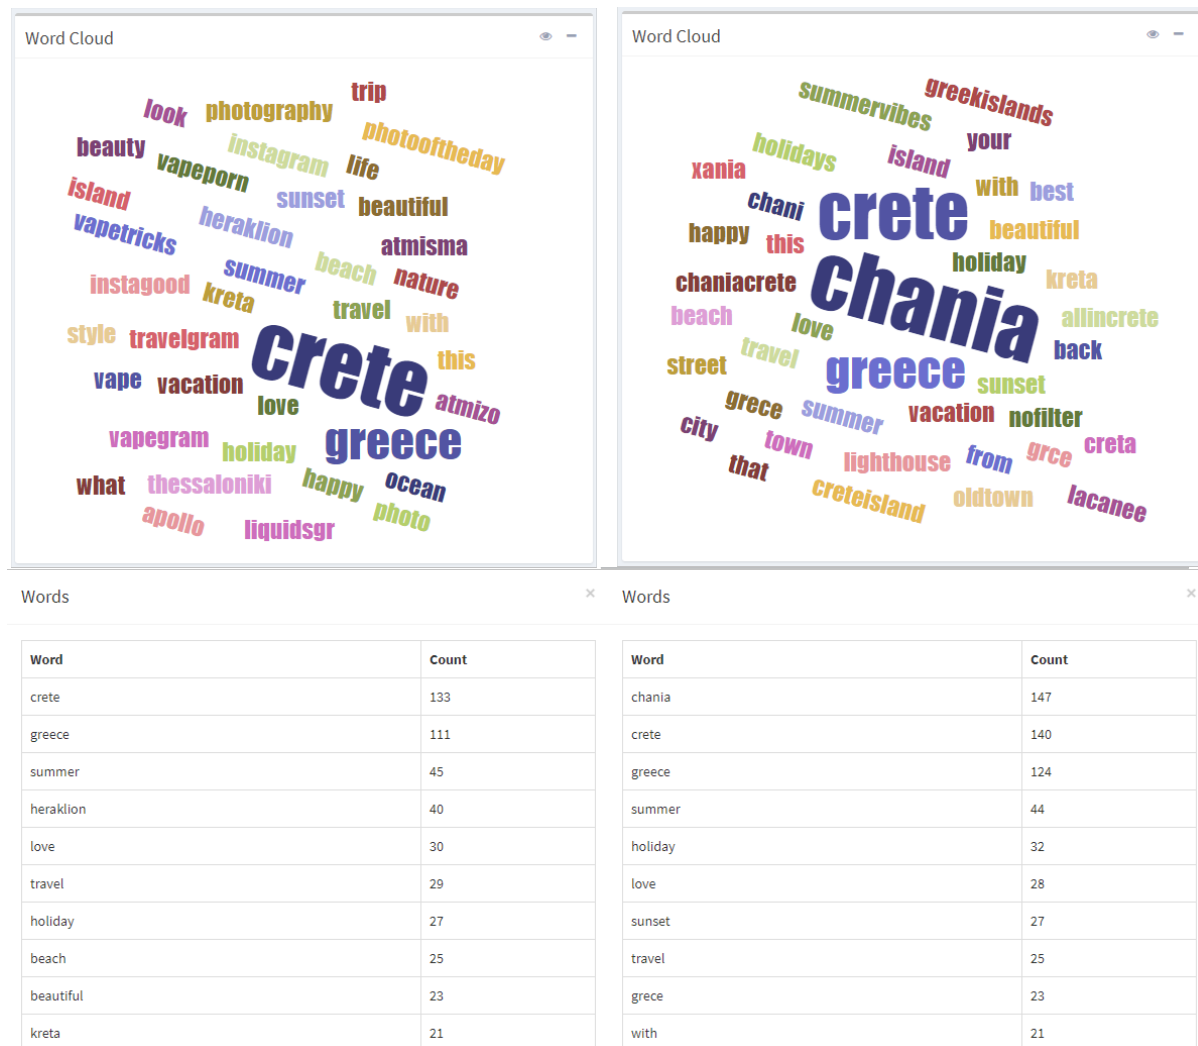 Word Cloud
trip
look
photography
photooftheday
beauty
instagram
life
vapeporn
island
sunset
beautiful
vapetricks
heraklion
atmisma
summer
beach
nature
instagood
kreta
travel
with
style
travelgram
crete
this
vape
vacation
love
atmizo
vapegram
holiday
greece
what
thessaloniki
happy
ocean
apollo
liquidsgr
photo
Word Cloud
summervibes
greekislands
your
holidays
island
xania
with
best
chani
crete
happy
this
beautiful
holiday
chaniacrete
chania
kreta
beach
love
allincrete
travel
back
street
greece
sunset
grece
summer
vacation
nofilter
city
town
lighthouse
from
grce
creta
that
creteisland
oldtown
lacanee
Words ×
Word Count
crete 133
greece 111
summer 45
heraklion 40
love 30
travel 29
holiday 27
beach 25
beautiful 23
kreta 21
Words ×
Word Count
chania 147
crete 140
greece 124
summer 44
holiday 32
love 28
sunset 27
travel 25
grece 23
with 21